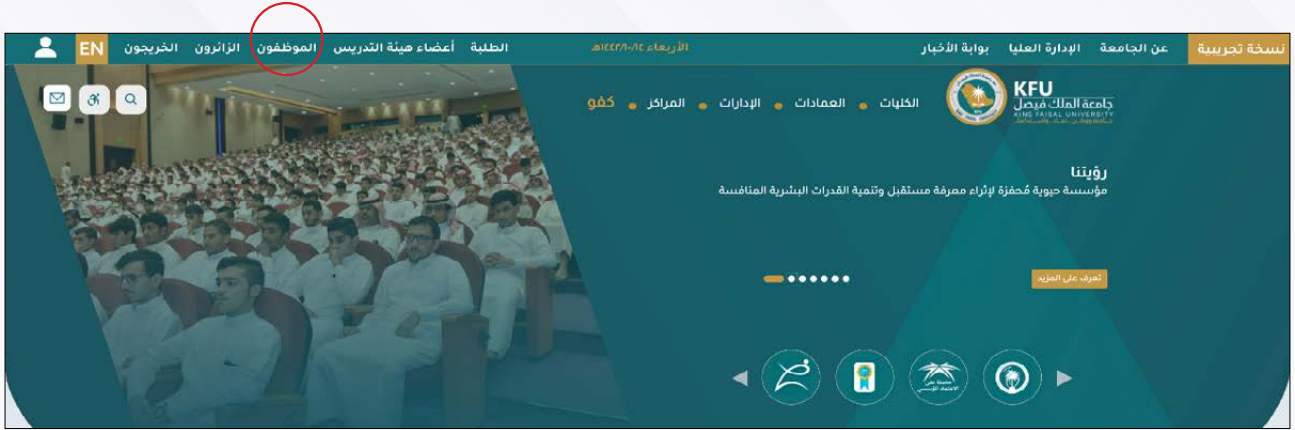 نسخة تجريبية
عن الجامعة الإدارة العليا بوابة الأخبار
الأربعاء
الطلبة أعضاء هيئة التدريس الموظفون الزائرون الخريجون EN
KFU
جامعة الملك فيصل
KING FAISAL UNIVERSITY
الكليات العمادات الإدارات المراكز كفو
رؤيتنا
مؤسسة حيوية مُحفزة لإثراء معرفة مستقبل وتنمية القدرات البشرية المنافسة
تعرف على المزيد